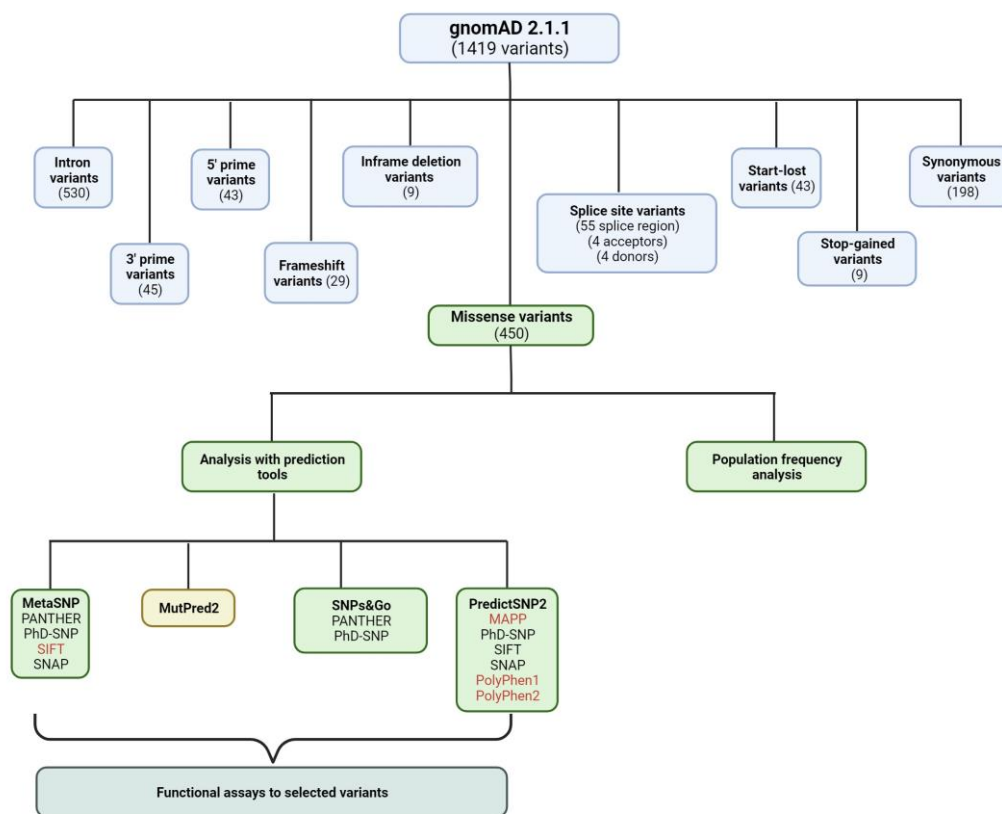 gnomAD 2.1.1
(1419 variants)
Intron
variants
(530)
3' prime
variants
(45)
5' prime
variants
(43)
Frameshift
variants (29)
Inframe deletion
variants
(9)
Splice site variants
(55 splice region)
(4 acceptors)
(4 donors)
Start-lost
variants (43)
Stop-gained
variants
(9)
Synonymous
variants
(198)
Missense variants
(450)
Analysis with prediction
tools
Population frequency
analysis
MetaSNP
PANTHER
PhD-SNP
SIFT
SNAP
MutPred2
SNPs&Go
PANTHER
PhD-SNP
PredictSNP2
MAPP
PhD-SNP
SIFT
SNAP
PolyPhen1
PolyPhen2
Functional assays to selected variants